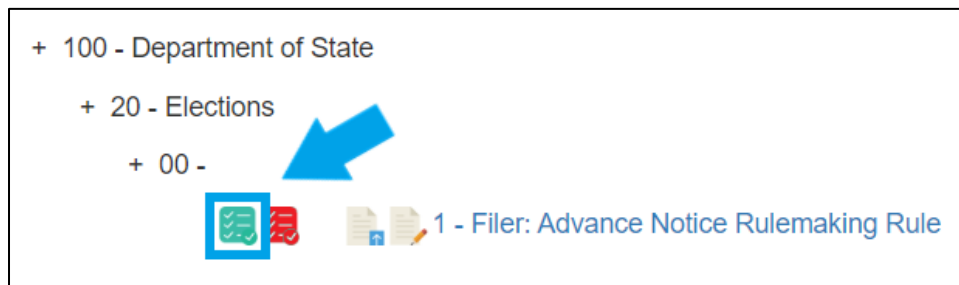 + 100 - Department of State
+ 20 - Elections
+ 00 -
1 - Filer: Advance Notice Rulemaking Rule